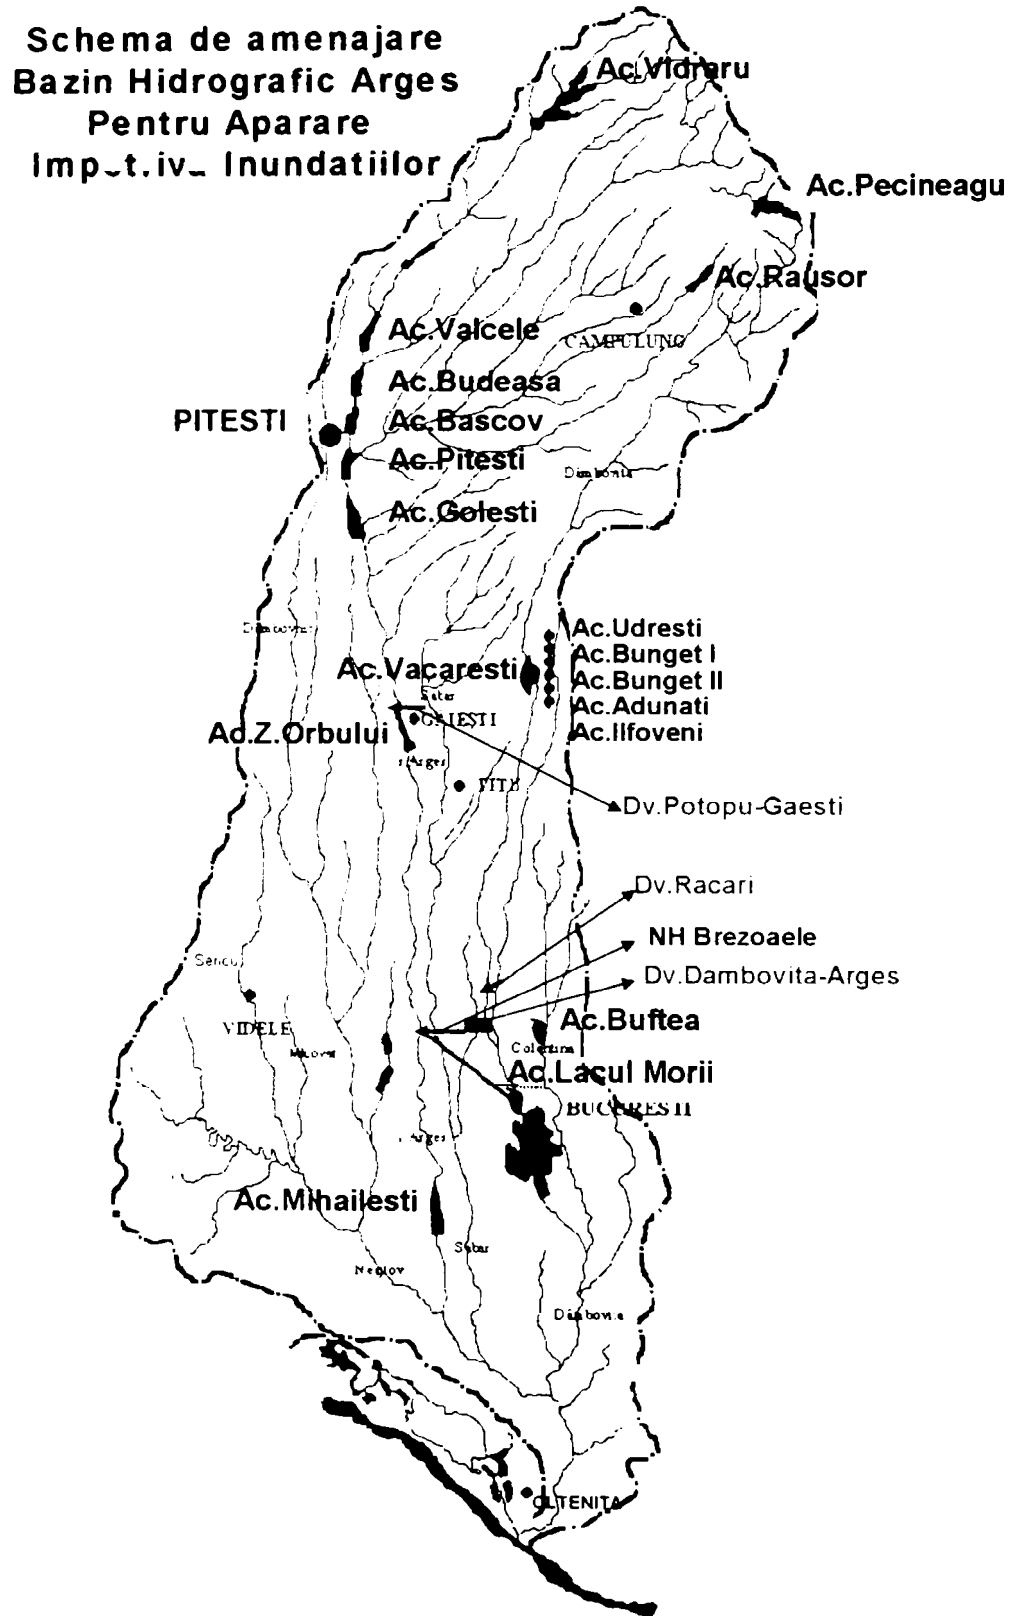 Schema de amenajare
Bazin Hidrografic Arges
Pentru Aparare
Inundatiilor
Ac.Vidraru
Ac.Pecineagu
Ac.Rausor
CAMPULUNG
Ac.Valcele
Ac.Budeasa
PITESTI
Ac.Bascov
Ac.Pitesti
Dambovita
Ac.Golesti
Ac.Udresti
Ac.Bunget I
Ac.Vacaresti
Ac.Bunget II
Sabar
Ac.Adunati
GAIESTI
Ac.Ilfoveni
Z.Orbului
Arges
Dv.Potopu-Gaesti
Dv.Racari
NH Brezoaele
Dv.Dambovita-Arges
VIDELE
Ac.Buftea
Colentina
Ac.Lacul Morii
BUCURESTI
Arges
Ac.Mihailesti
Sabar
Dambovita
OLTENITA